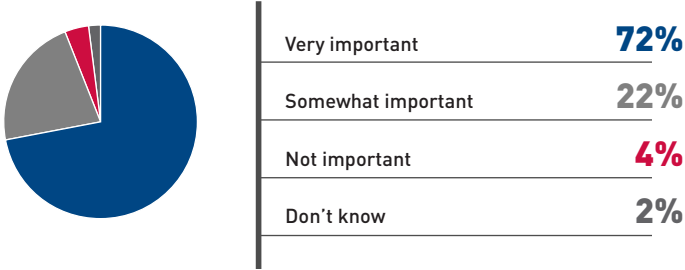 Very important 72%
Somewhat important 22%
Not important 4%
Don't know 2%